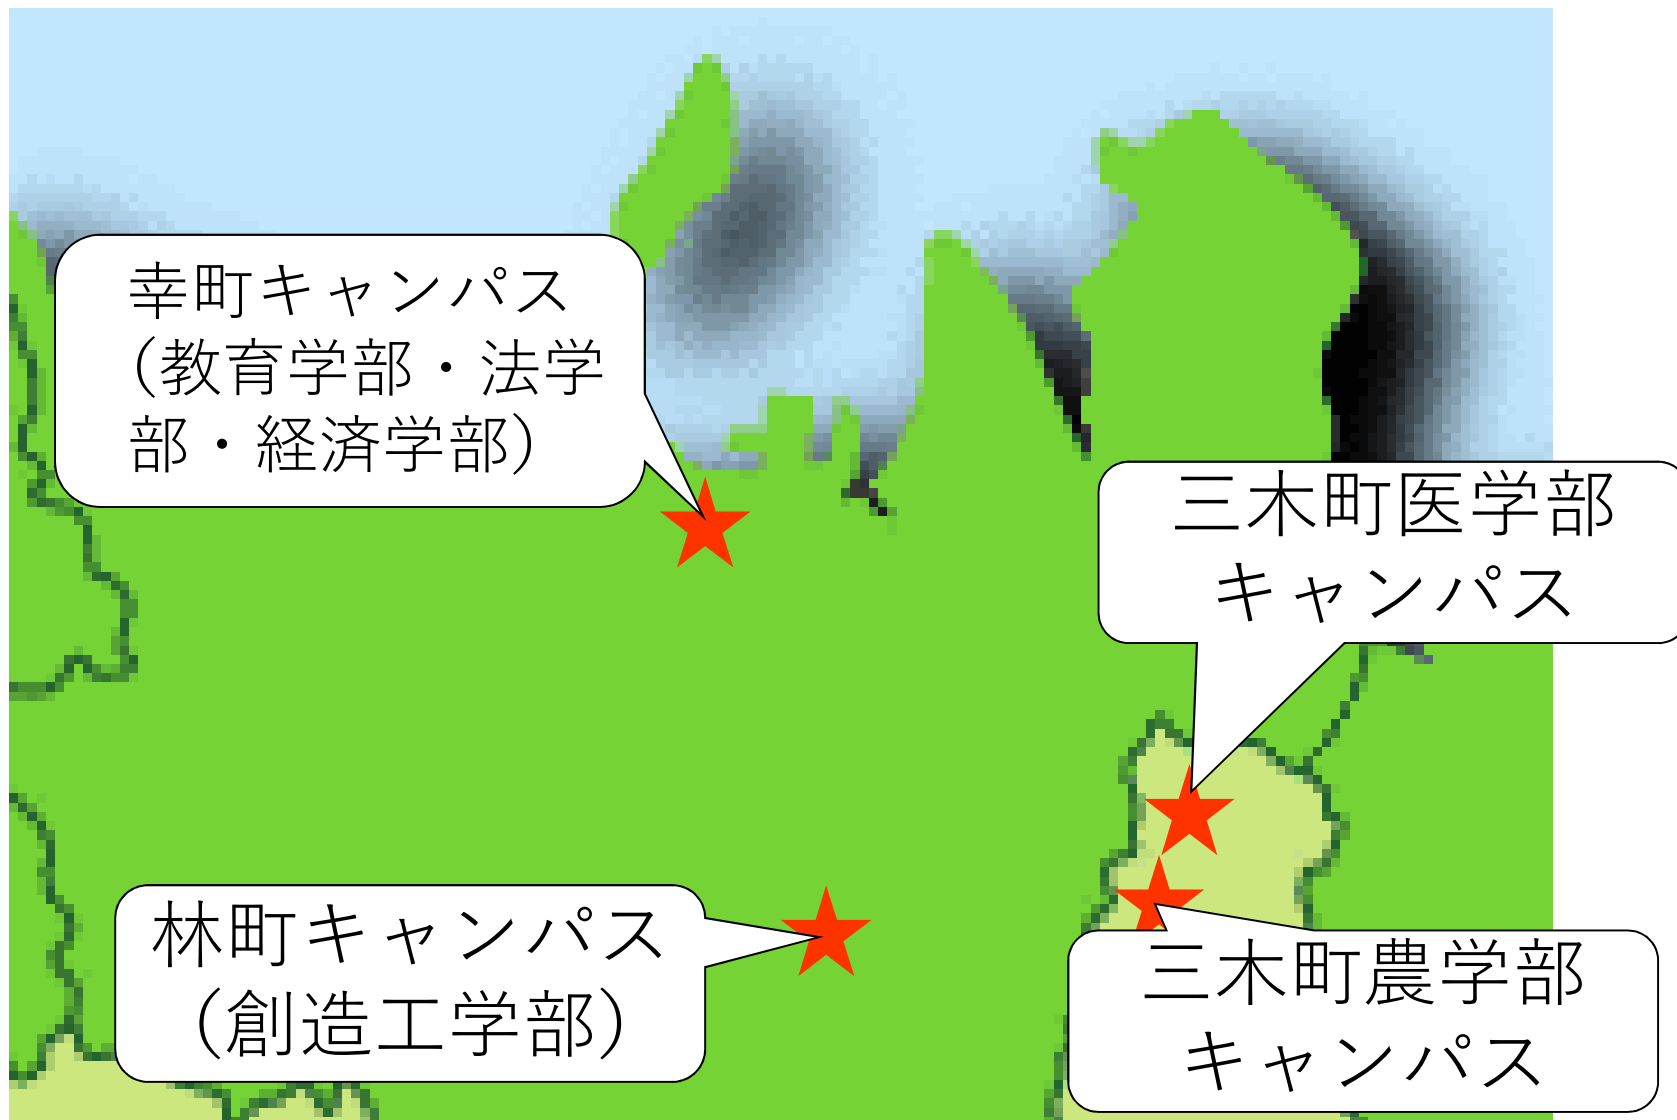 幸町キャンパス
（教育学部・法学
部・経済学部）
三木町医学部
キャンパス
林町キャンパス
（創造工学部）
三木町農学部
キャンパス